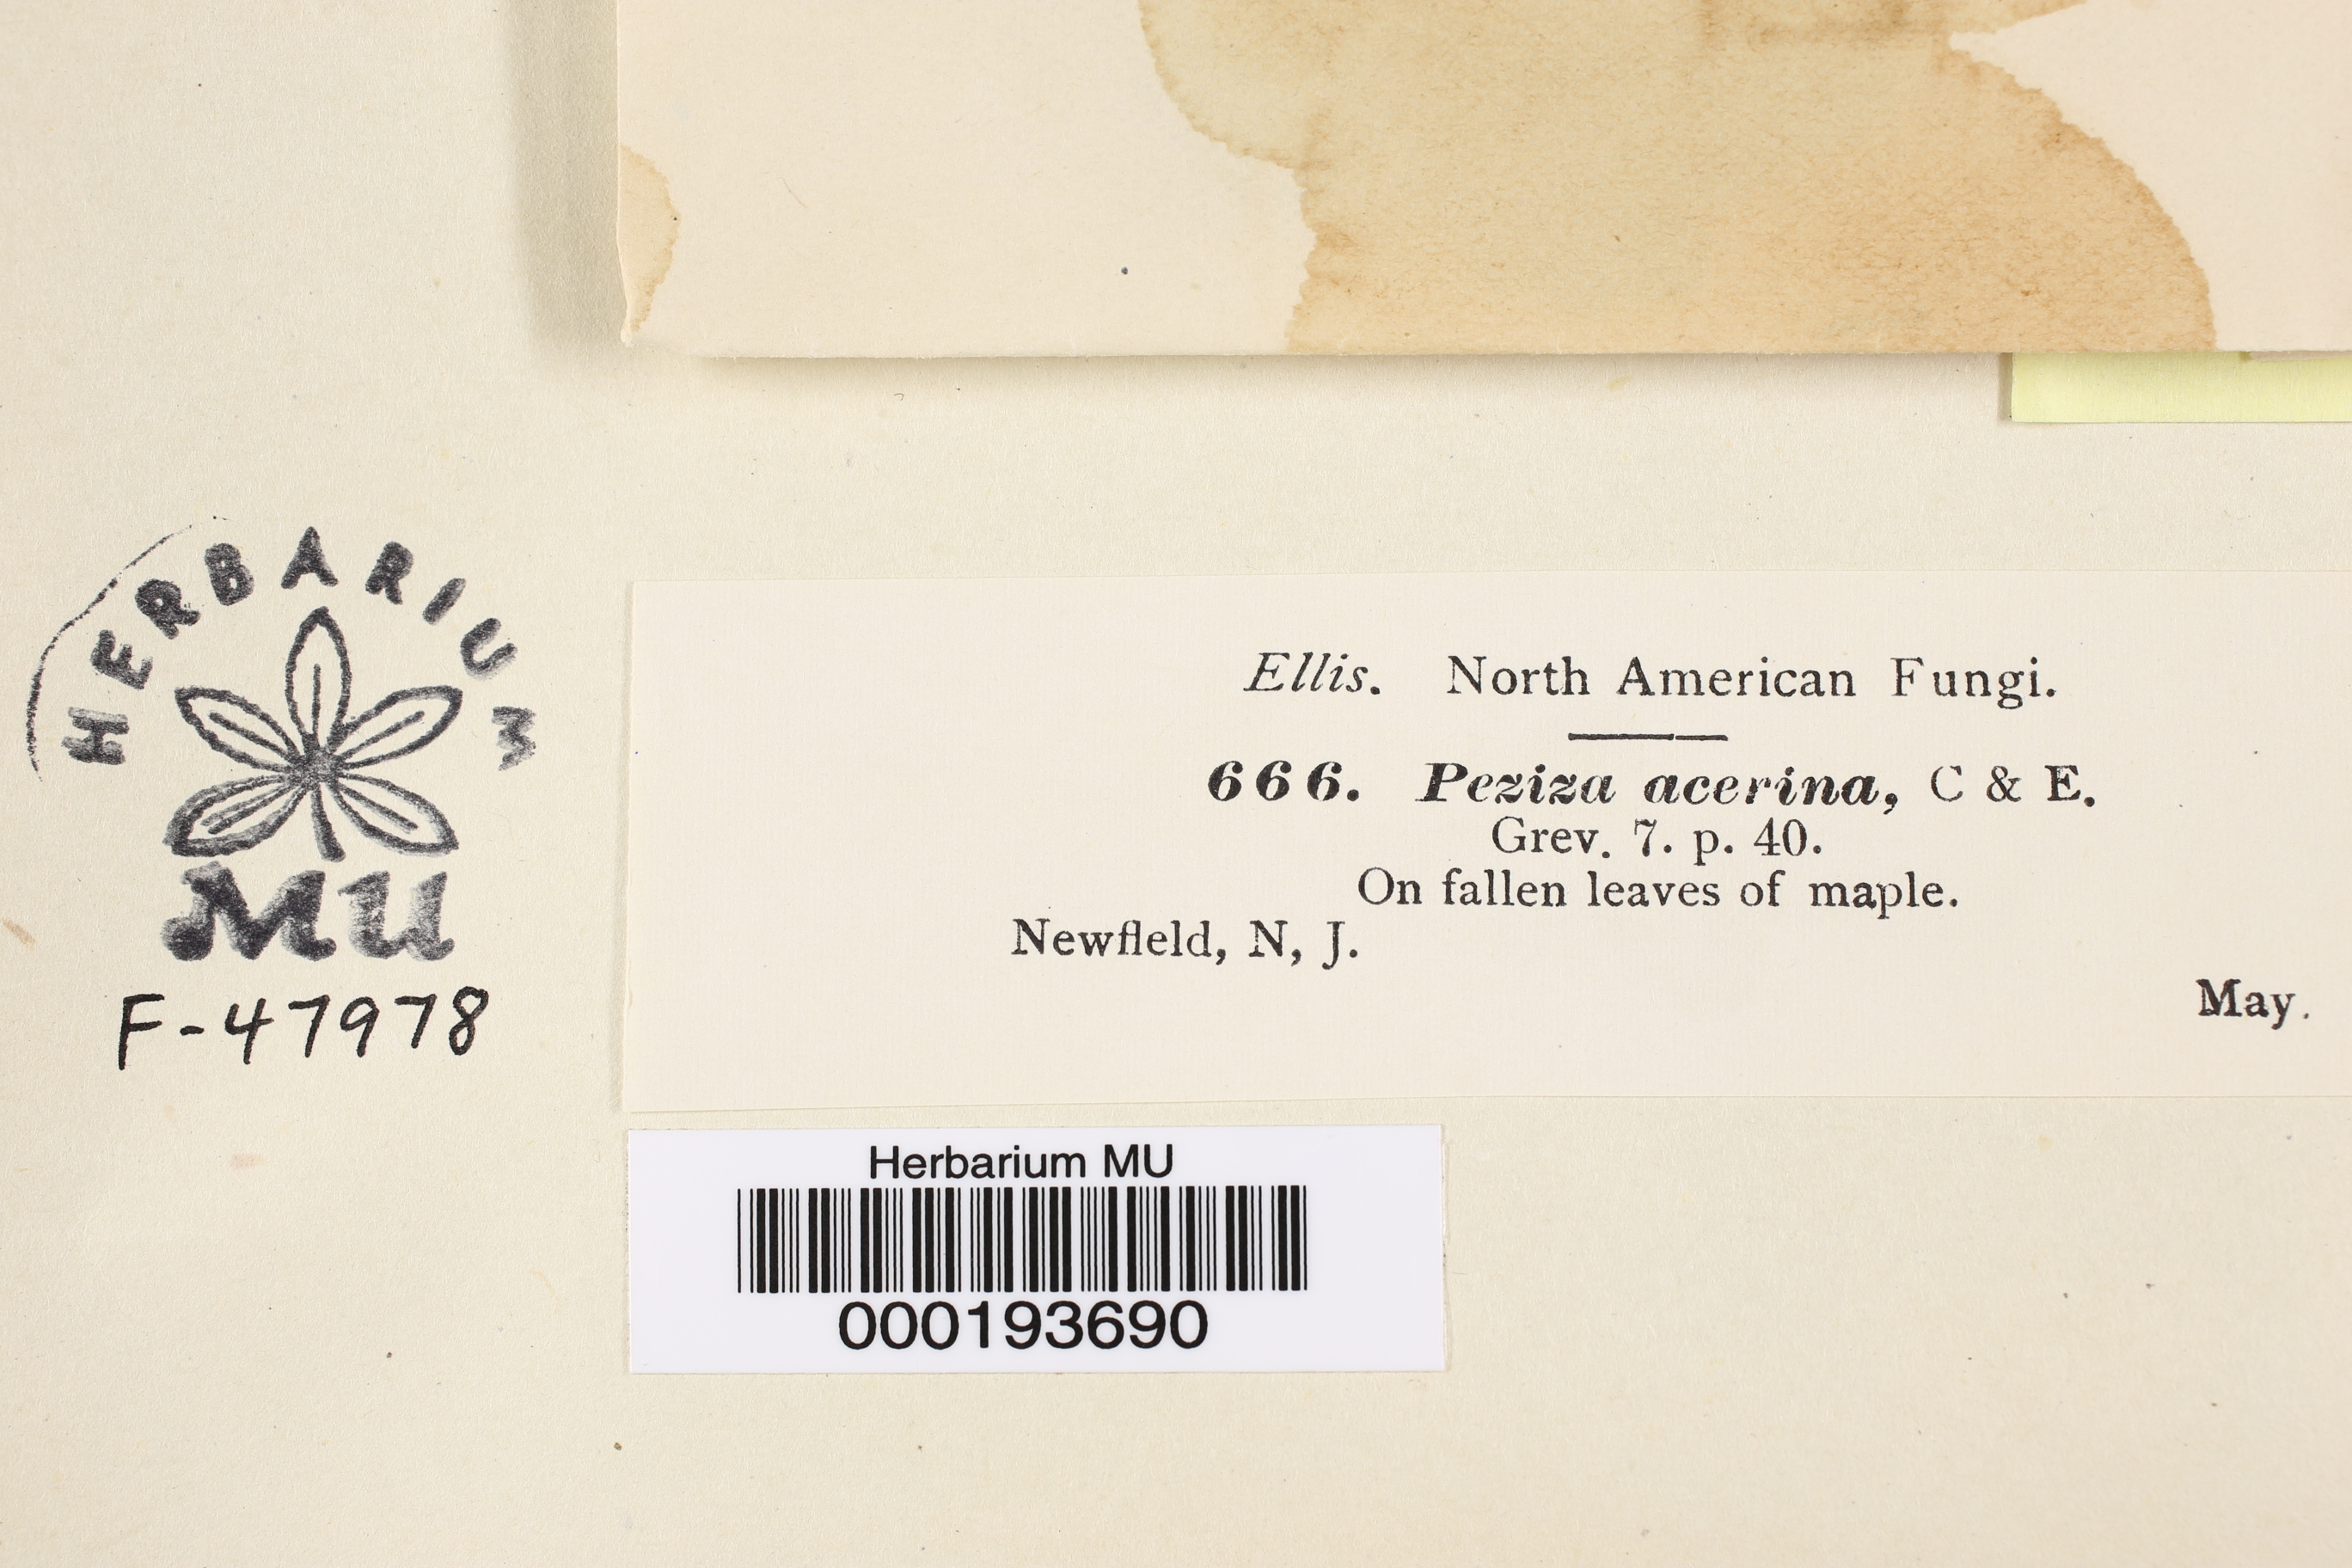 HERBARIUM
MU
F-47978
Ellis. North American Fungi.
666. Peziza acerina, C & E.
Grev. 7. p. 40.
On fallen leaves of maple.
Newfield, N, J.
May.
Herbarium MU
000193690